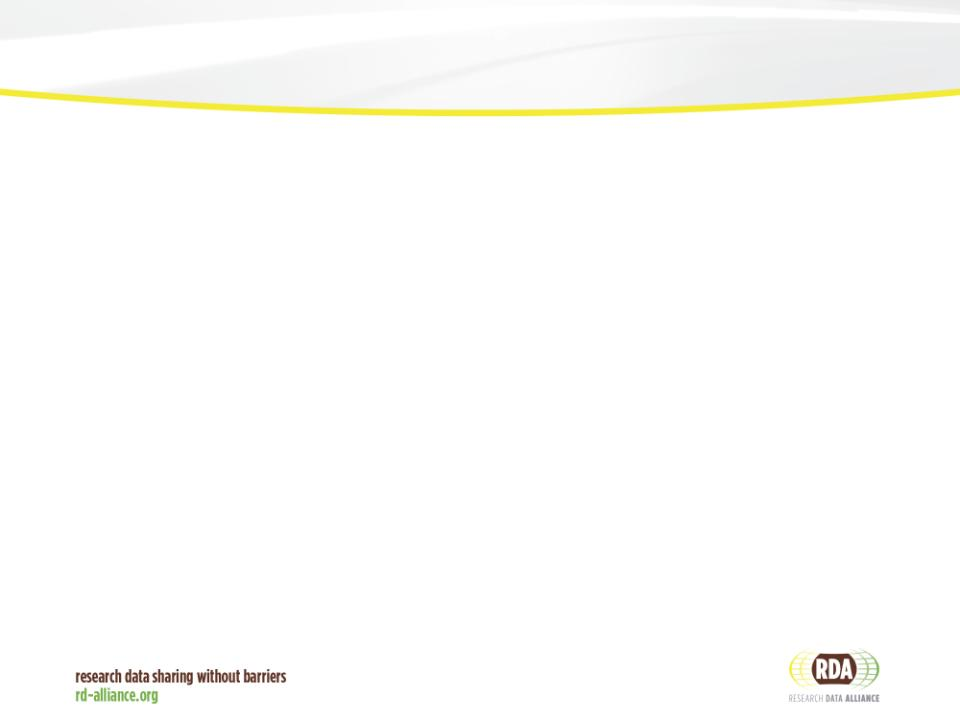 research data sharing without barriers
rd-alliance.org
RDA
RESEARCH DATA ALLIANCE